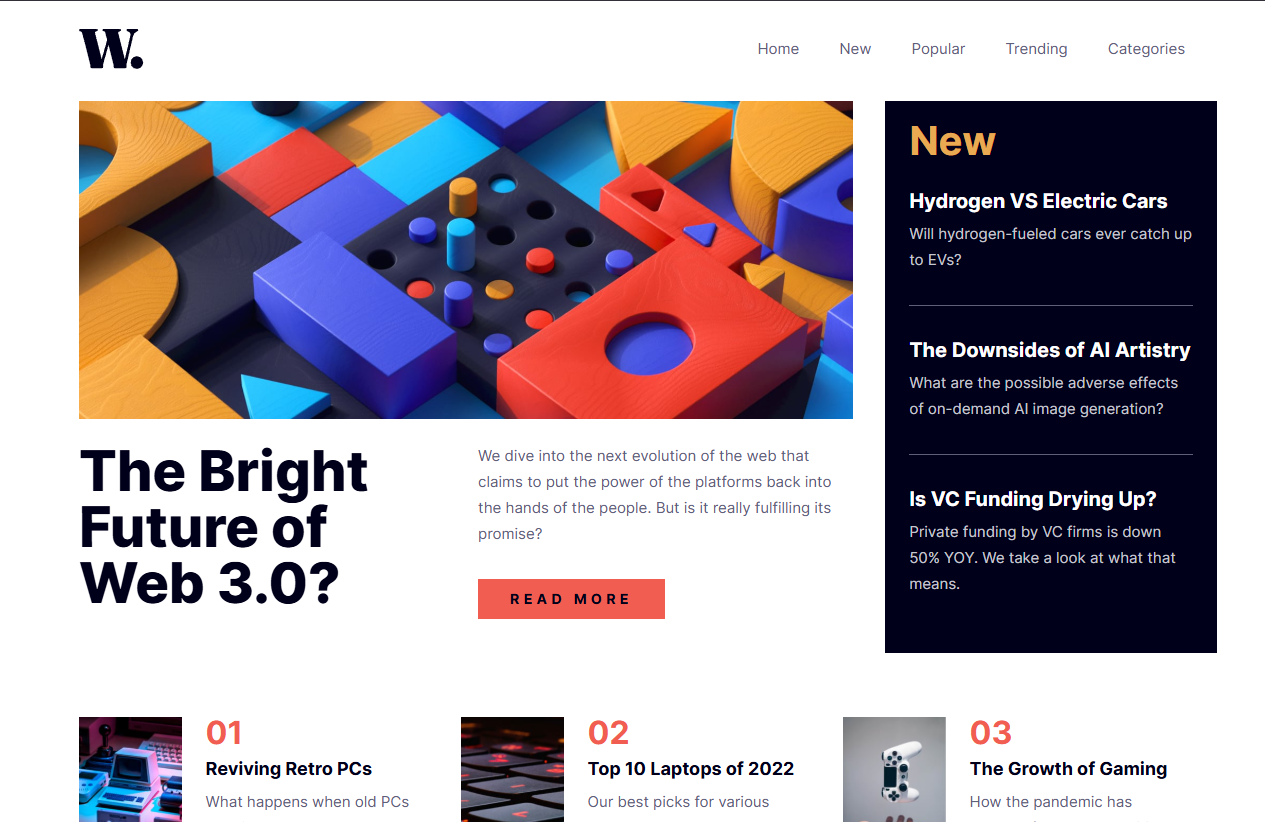 W.
Home New Popular Trending Categories
The Bright
Future of
Web 3.0?
We dive into the next evolution of the web that
claims to put the power of the platforms back into
the hands of the people. But is it really fulfilling its
promise?
READ MORE
New
Hydrogen VS Electric Cars
Will hydrogen-fueled cars ever catch up
to EVs?
The Downsides of AI Artistry
What are the possible adverse effects
of on-demand AI image generation?
Is VC Funding Drying Up?
Private funding by VC firms is down
50% YOY. We take a look at what that
means.
01
Reviving Retro PCs
What happens when old PCs
02
Top 10 Laptops of 2022
Our best picks for various
03
The Growth of Gaming
How the pandemic has